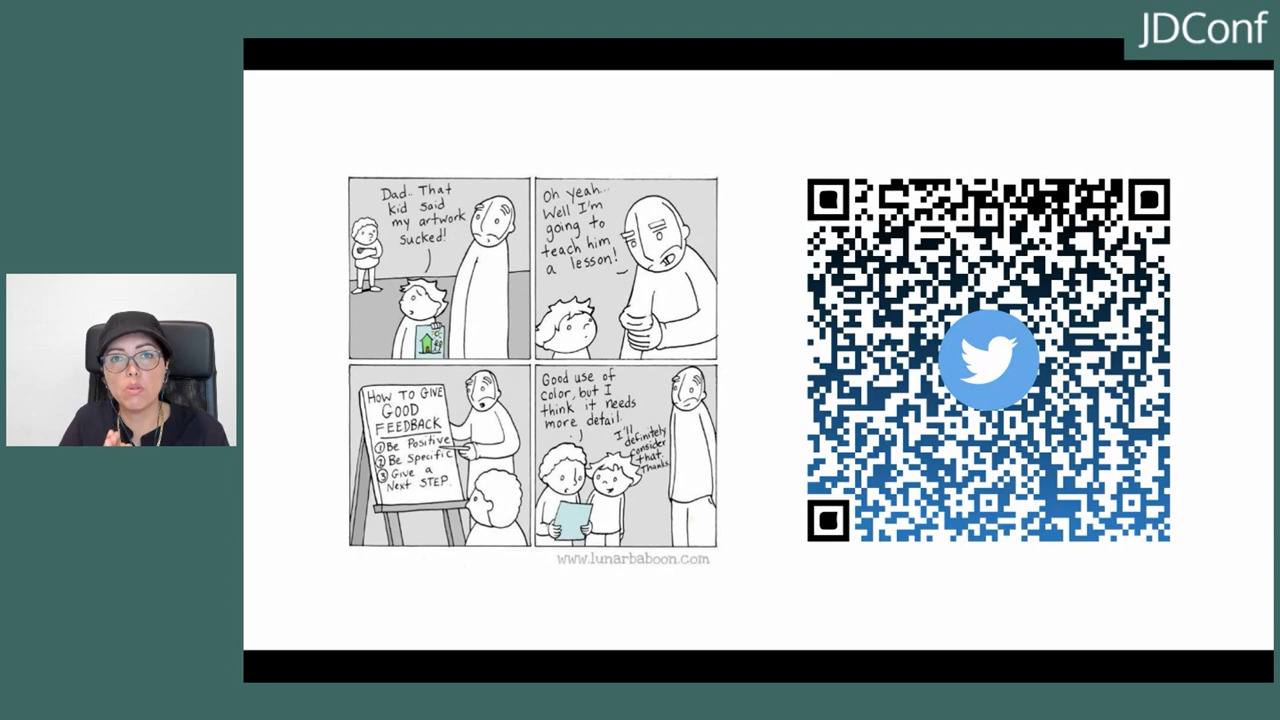 JDConf
Dad.. That
kid said
my artwork
sucked!
Oh yeah...
Well I'm
going to
teach him
a lesson!
HOW TO GIVE
GOOD
FEEDBACK
① Be Positive
② Be Specific
③ Give a
Next STEP.
Good use of
color, but I
think it needs
more detail.
I'll
definitely
consider
that.
Thanks.
www.lunarbaboon.com